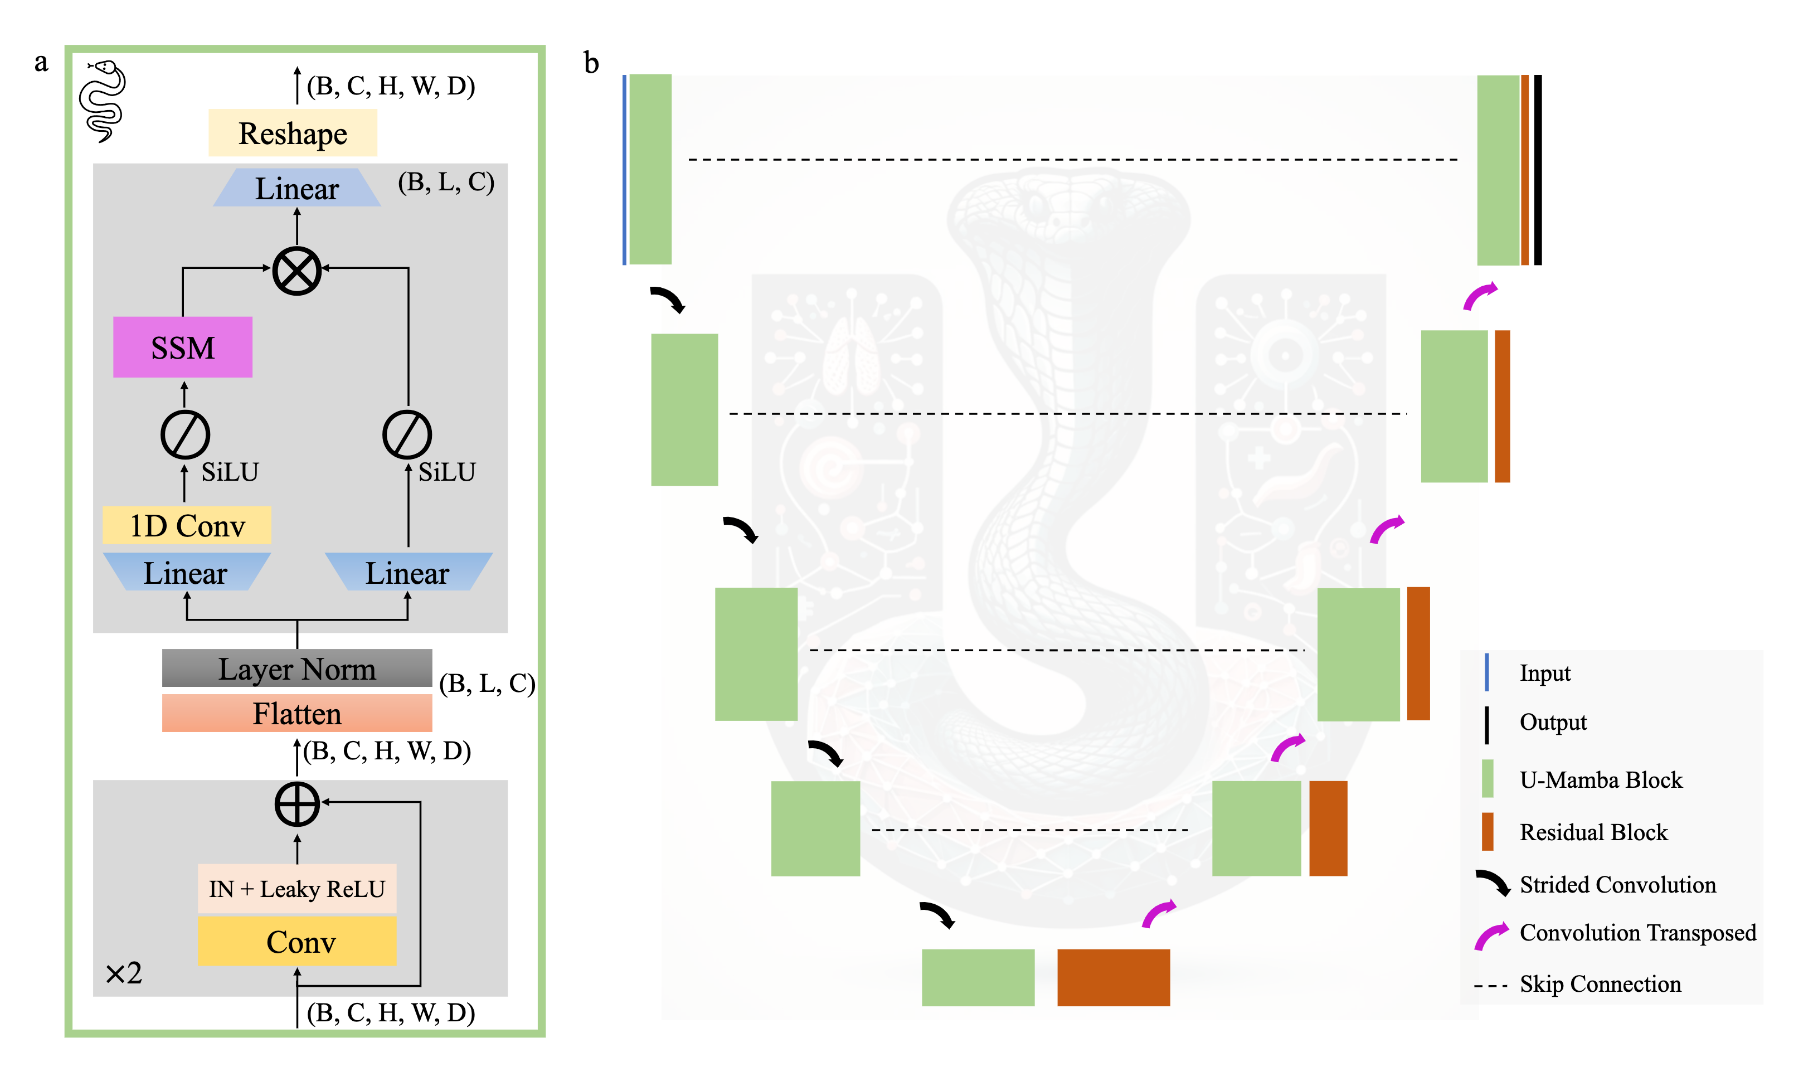 a
(B, C, H, W, D)
Reshape
Linear
(B, L, C)
SSM
SiLU
SiLU
1D Conv
Linear
Linear
Layer Norm
(B, L, C)
Flatten
(B, C, H, W, D)
IN + Leaky ReLU
Conv
×2
(B, C, H, W, D)
b
Input
Output
U-Mamba Block
Residual Block
Strided Convolution
Convolution Transposed
Skip Connection